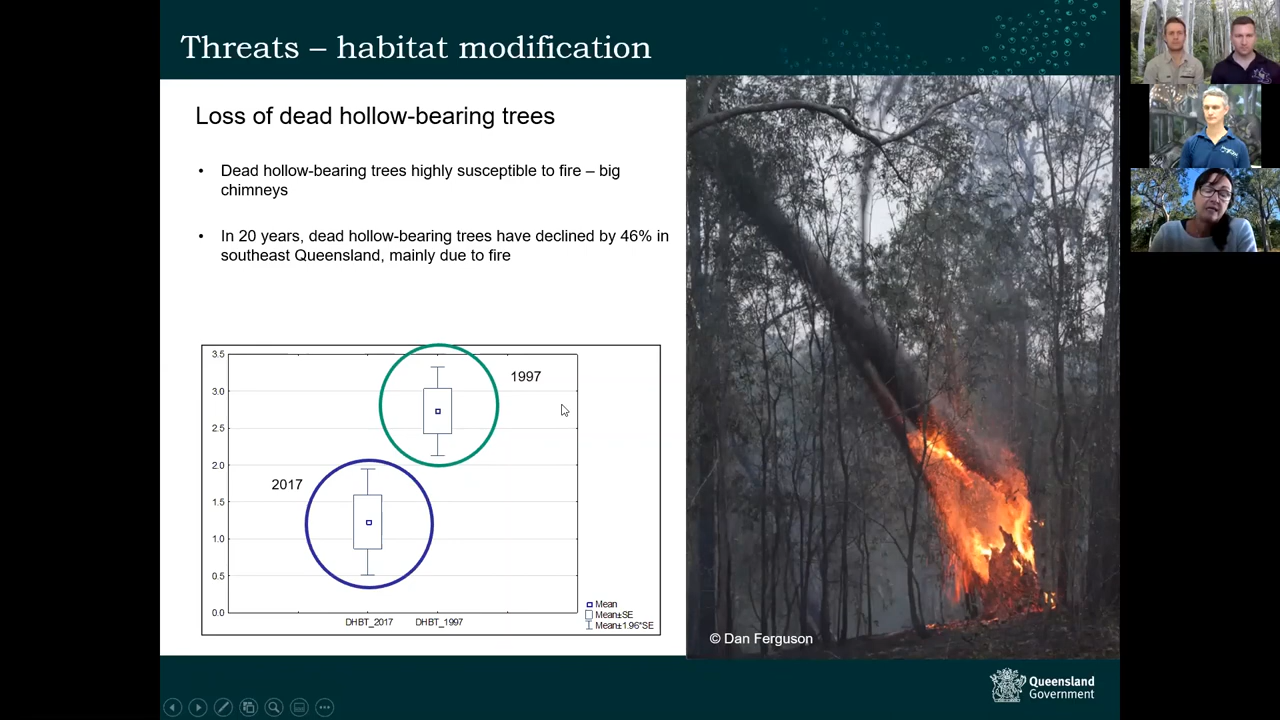 Threats – habitat modification
Loss of dead hollow-bearing trees
• Dead hollow-bearing trees highly susceptible to fire – big
chimneys
• In 20 years, dead hollow-bearing trees have declined by 46% in
southeast Queensland, mainly due to fire
3.5
3.0
2.5
2.0
1.5
1.0
0.5
0.0
1997
2017
DHBT_2017 DHBT_1997
Mean
Mean±SE
Mean±1.96*SE
© Dan Ferguson
Queensland
Government